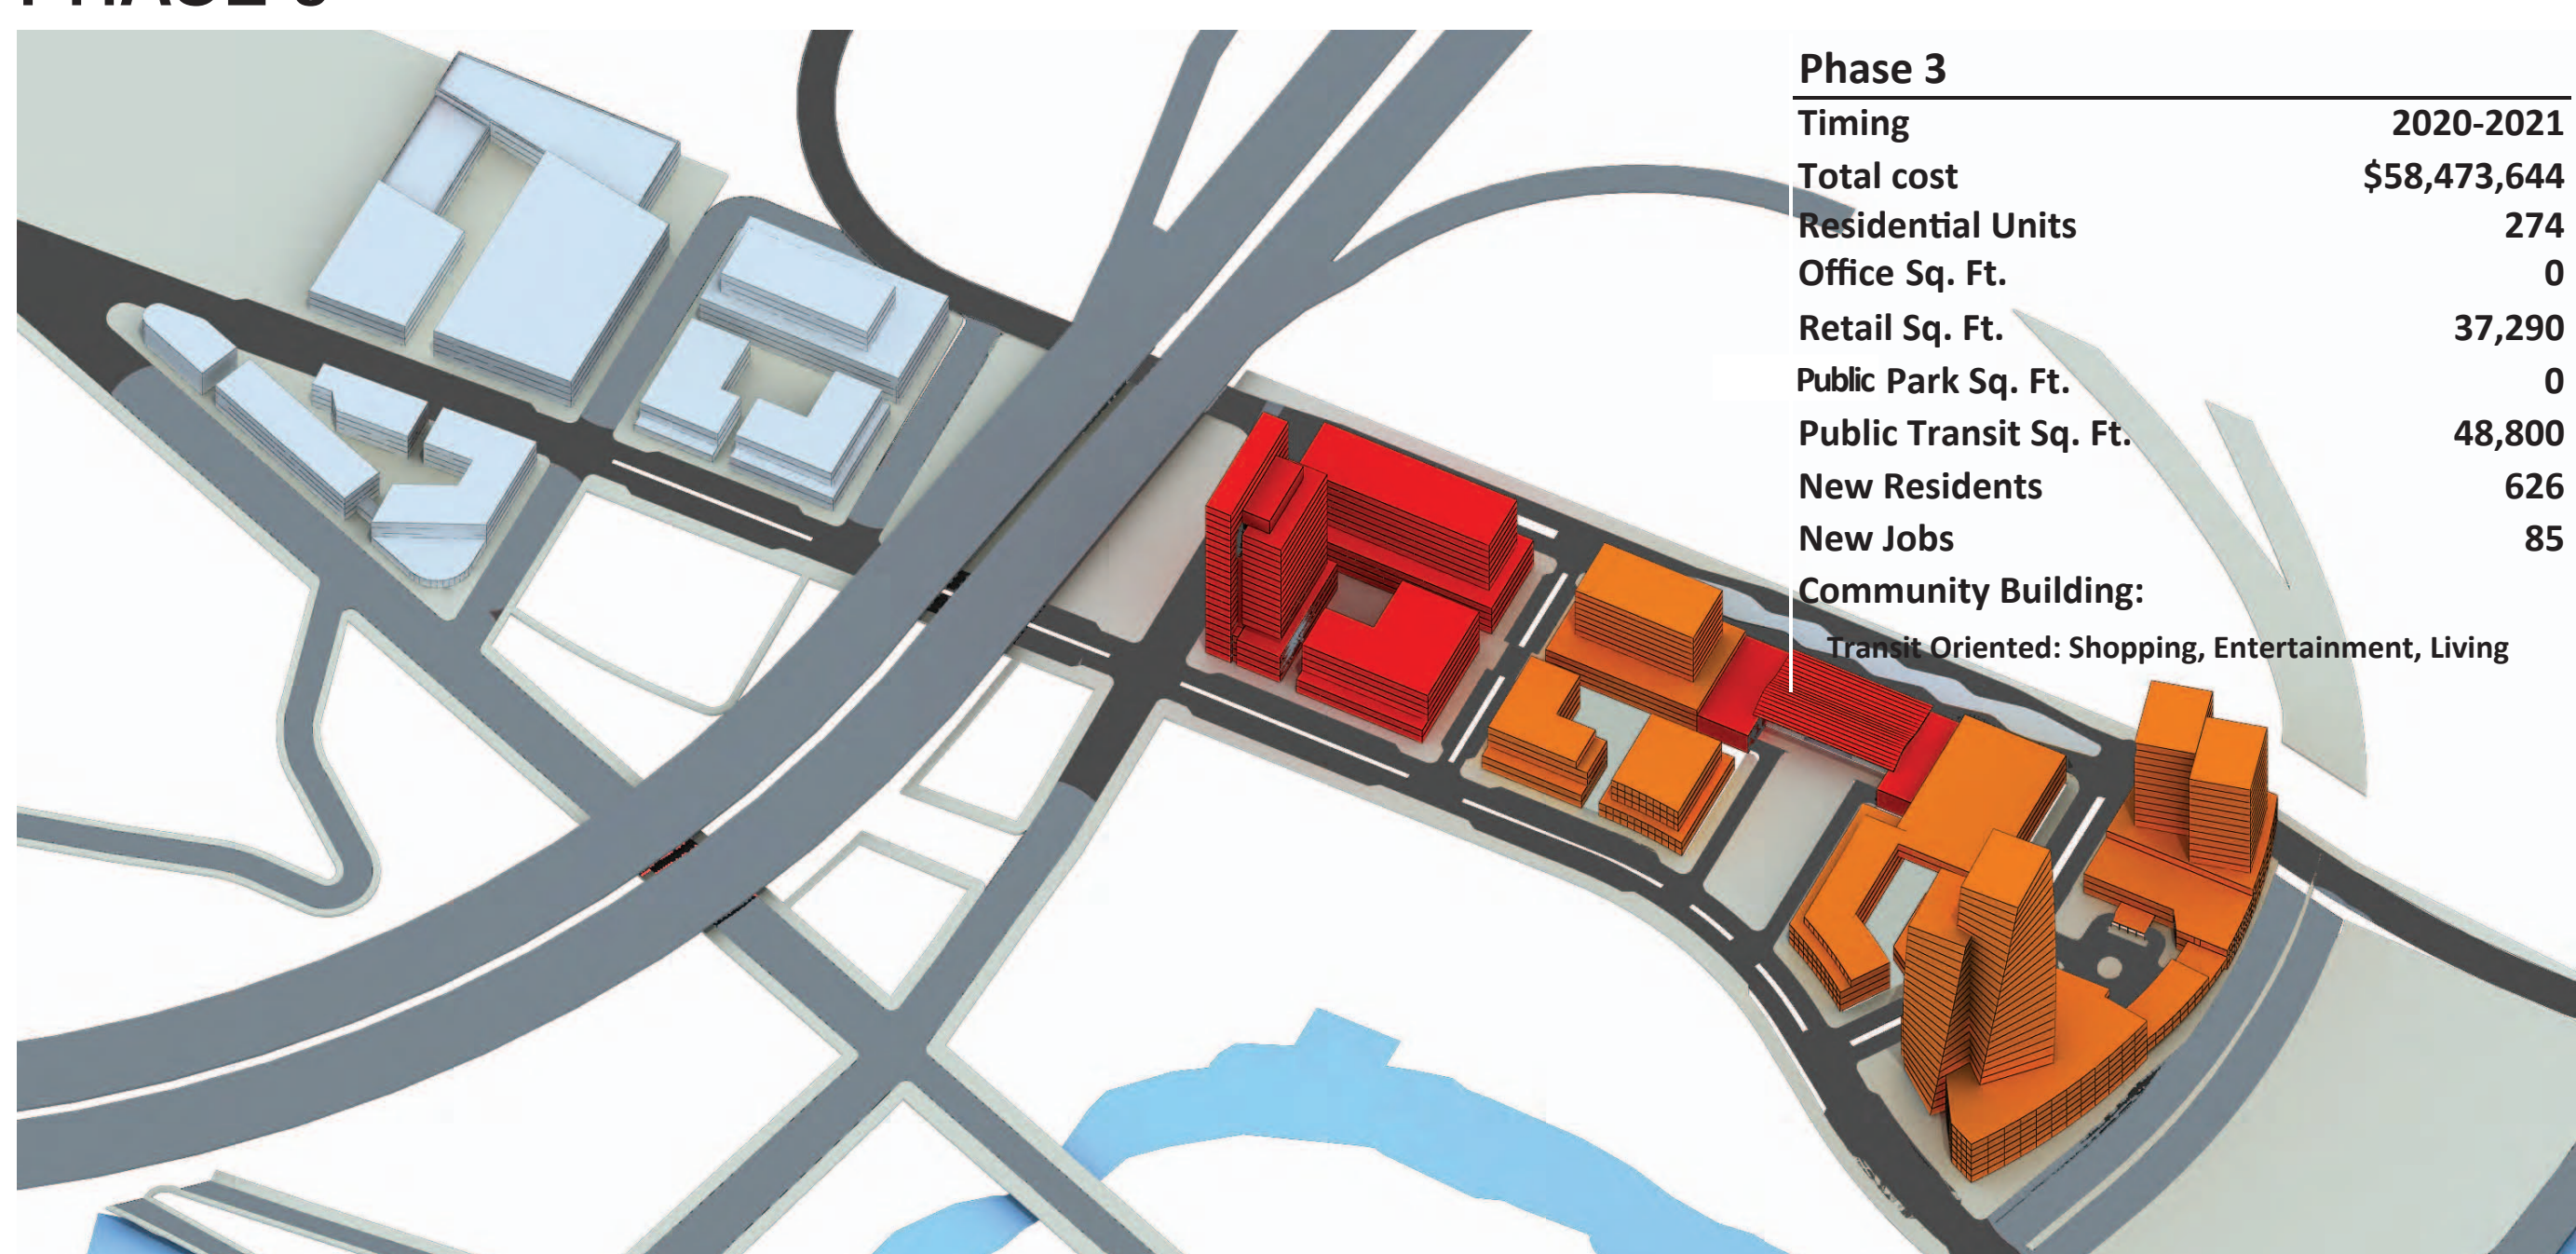 Phase 3
Timing 2020-2021
Total cost $58,473,644
Residential Units 274
Office Sq. Ft. 0
Retail Sq. Ft. 37,290
Public Park Sq. Ft. 0
Public Transit Sq. Ft. 48,800
New Residents 626
New Jobs 85
Community Building:
Transit Oriented: Shopping, Entertainment, Living